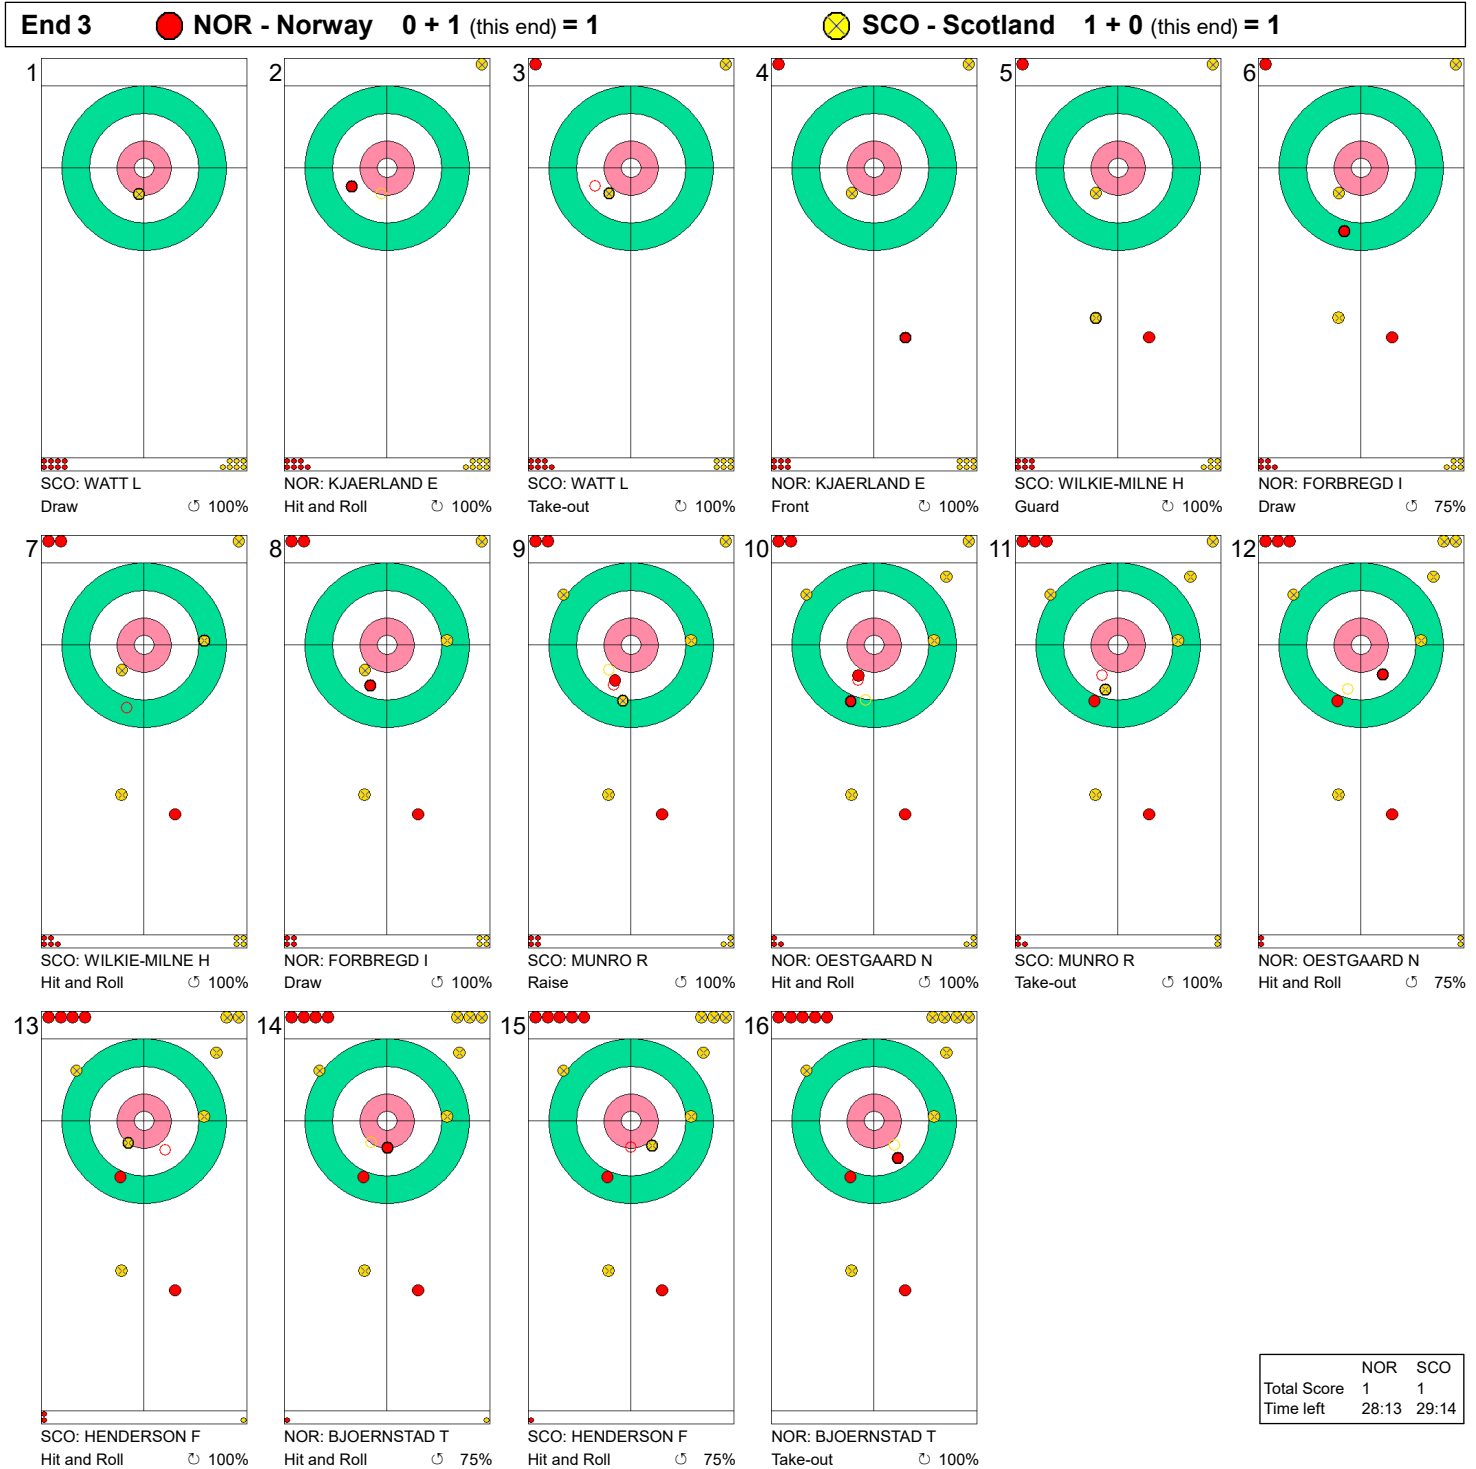 End 3 NOR - Norway 0 + 1 (this end) = 1 SCO - Scotland 1 + 0 (this end) = 1
1 2 3 4 5 6
SCO: WATT L NOR: KJAERLAND E SCO: WATT L NOR: KJAERLAND E SCO: WILKIE-MILNE H NOR: FORBREGD I
Draw ↺ 100% Hit and Roll ↻ 100% Take-out ↻ 100% Front ↻ 100% Guard ↻ 100% Draw ↺ 75%
7 8 9 10 11 12
SCO: WILKIE-MILNE H NOR: FORBREGD I SCO: MUNRO R NOR: OESTGAARD N SCO: MUNRO R NOR: OESTGAARD N
Hit and Roll ↻ 100% Draw ↺ 100% Raise ↺ 100% Hit and Roll ↻ 100% Take-out ↻ 100% Hit and Roll ↺ 75%
13 14 15 16
SCO: HENDERSON F NOR: BJOERNSTAD T SCO: HENDERSON F NOR: BJOERNSTAD T
Hit and Roll ↻ 100% Hit and Roll ↺ 75% Hit and Roll ↺ 75% Take-out ↻ 100%
NOR SCO
Total Score 1 1
Time left 28:13 29:14